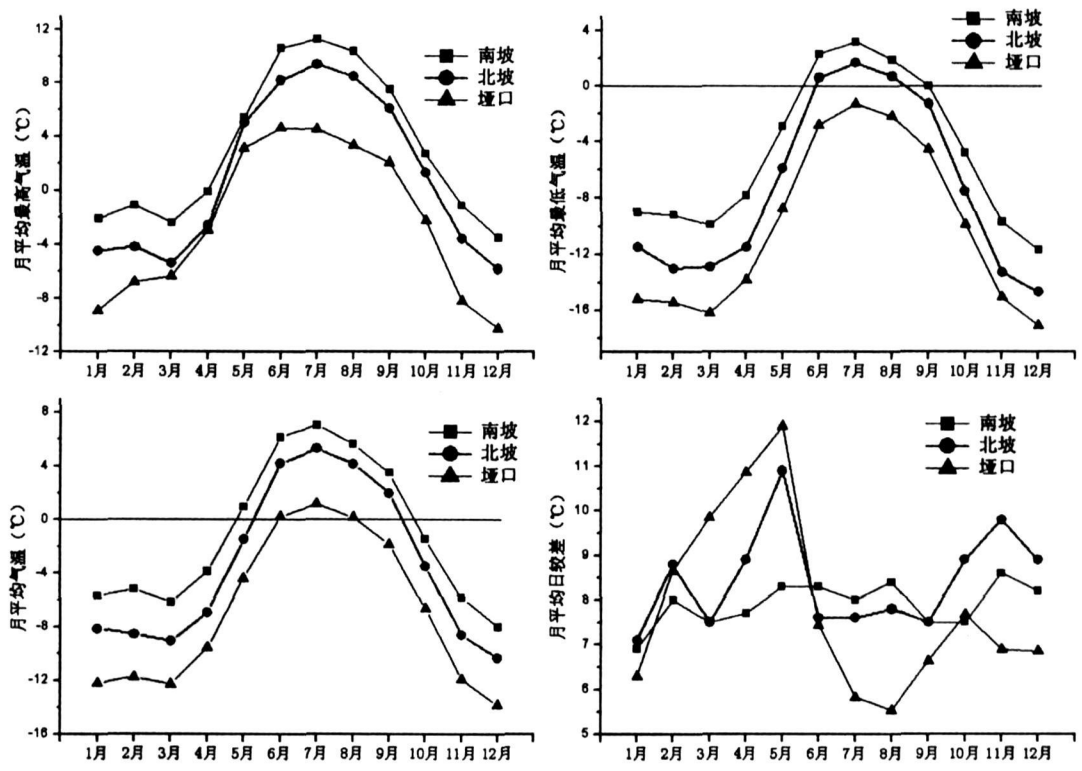 月平均最高气温（℃）
12
8
4
0
-4
-8
-12
南坡
北坡
垭口
1月 2月 3月 4月 5月 6月 7月 8月 9月 10月 11月 12月
月平均最低气温（℃）
4
0
-4
-8
-12
-16
南坡
北坡
垭口
1月 2月 3月 4月 5月 6月 7月 8月 9月 10月 11月 12月
月平均气温（℃）
8
4
0
-4
-8
-12
-16
南坡
北坡
垭口
1月 2月 3月 4月 5月 6月 7月 8月 9月 10月 11月 12月
月平均日较差（℃）
12
11
10
9
8
7
6
5
南坡
北坡
垭口
1月 2月 3月 4月 5月 6月 7月 8月 9月 10月 11月 12月